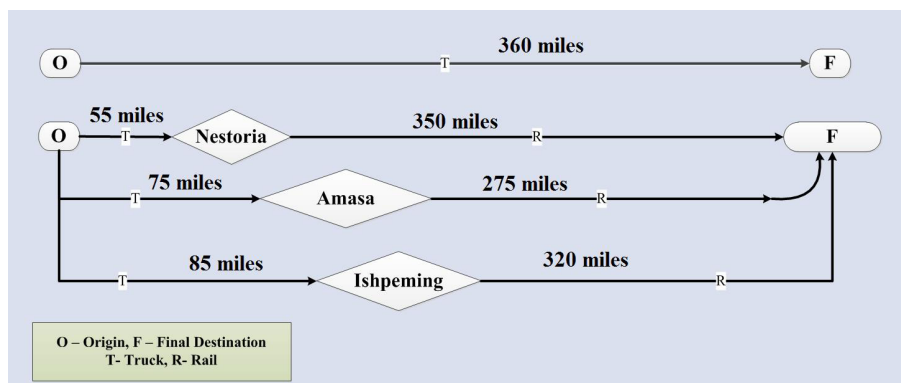 360 miles
O
T
F
55 miles
350 miles
O
T
Nestoria
R
F
75 miles
275 miles
T
Amasa
R
85 miles
320 miles
T
Ishpeming
R
O – Origin, F – Final Destination
T- Truck, R- Rail